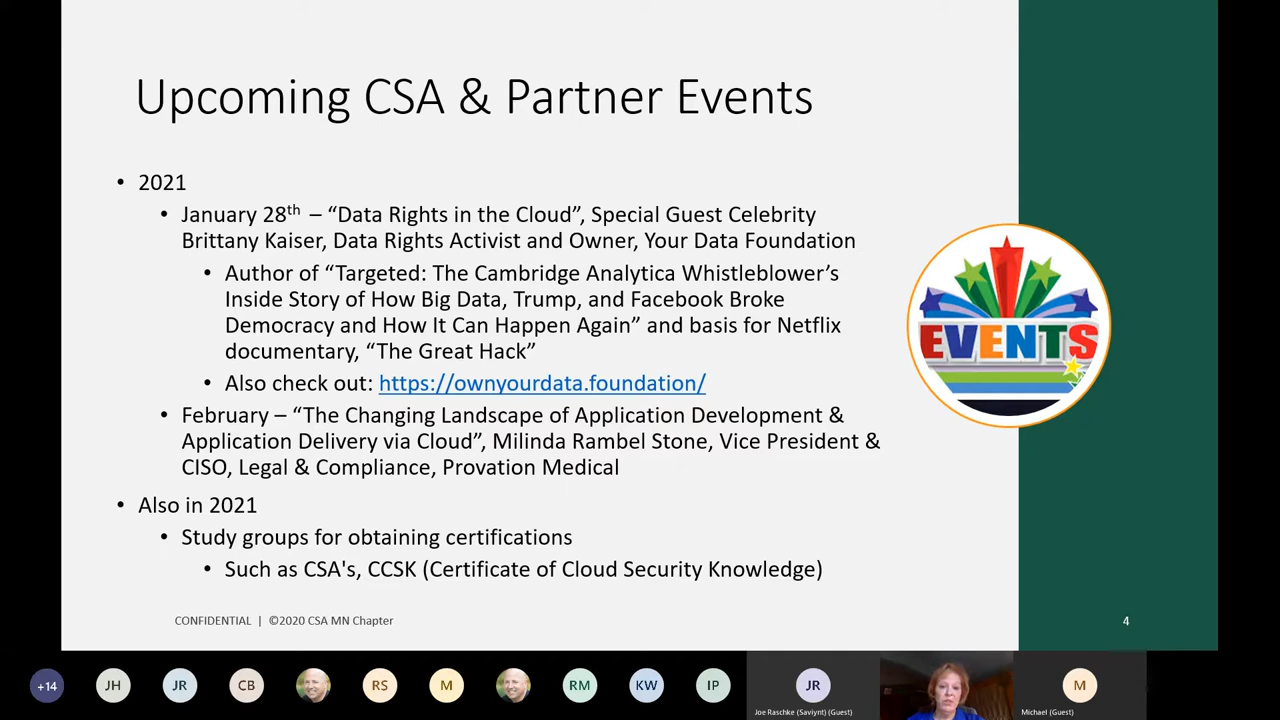 Upcoming CSA & Partner Events
• 2021
• January 28th – “Data Rights in the Cloud”, Special Guest Celebrity
Brittany Kaiser, Data Rights Activist and Owner, Your Data Foundation
• Author of “Targeted: The Cambridge Analytica Whistleblower’s
Inside Story of How Big Data, Trump, and Facebook Broke
Democracy and How It Can Happen Again” and basis for Netflix
documentary, “The Great Hack”
• Also check out: https://ownyourdata.foundation/
• February – “The Changing Landscape of Application Development &
Application Delivery via Cloud”, Milinda Rambel Stone, Vice President &
CISO, Legal & Compliance, Provation Medical
• Also in 2021
• Study groups for obtaining certifications
• Such as CSA's, CCSK (Certificate of Cloud Security Knowledge)
EVENTS
CONFIDENTIAL | ©2020 CSA MN Chapter
4
+14
JH
JR
CB
RS
M
RM
KW
IP
JR
Joe Raschke (Saviynt) (Guest)
M
Michael (Guest)